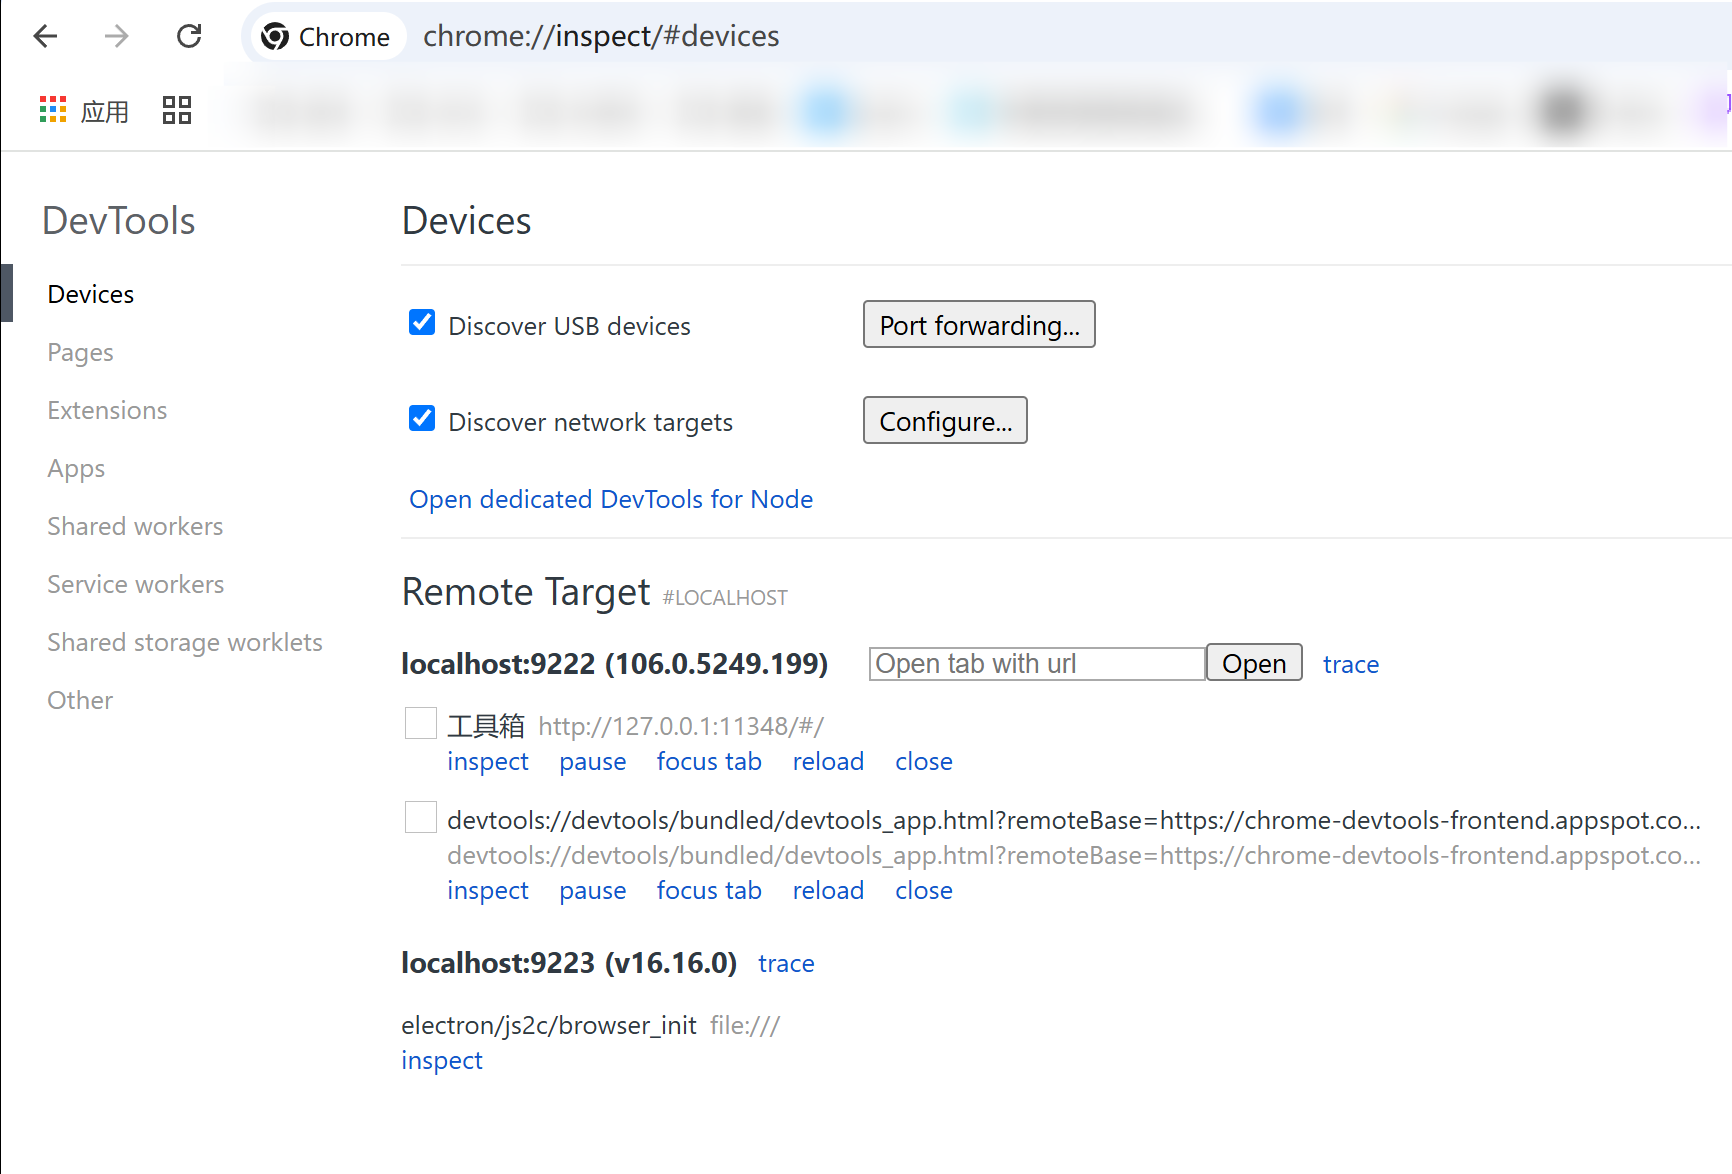 Chrome chrome://inspect/#devices
应用
DevTools
Devices
Pages
Extensions
Apps
Shared workers
Service workers
Shared storage worklets
Other
Devices
Discover USB devices Port forwarding...
Discover network targets Configure...
Open dedicated DevTools for Node
Remote Target #LOCALHOST
localhost:9222 (106.0.5249.199) Open tab with url Open trace
工具箱 http://127.0.0.1:11348/#/
inspect pause focus tab reload close
devtools://devtools/bundled/devtools_app.html?remoteBase=https://chrome-devtools-frontend.appspot.co...
devtools://devtools/bundled/devtools_app.html?remoteBase=https://chrome-devtools-frontend.appspot.co...
inspect pause focus tab reload close
localhost:9223 (v16.16.0) trace
electron/js2c/browser_init file:///
inspect